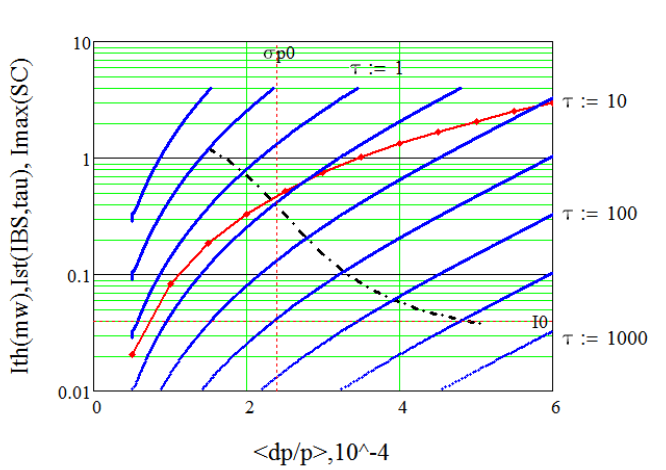 10
σp0
τ := 1
τ := 10
1
τ := 100
0.1
I0
τ := 1000
0.01
0 2 4 6
<dp/p>,10^-4
Ith(mw),Ist(IBS,tau), Imax(SC)